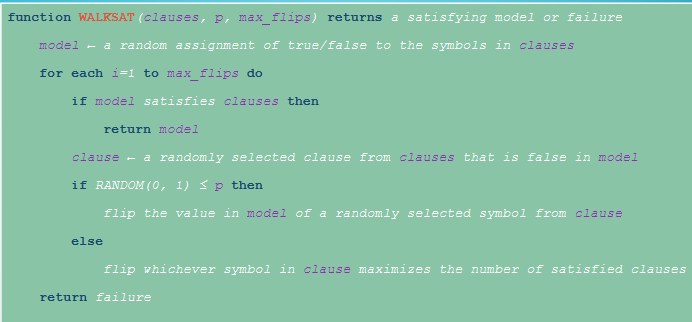 function WALKSAT(clauses, p, max_flips) returns a satisfying model or failure
model ← a random assignment of true/false to the symbols in clauses
for each i=1 to max_flips do
if model satisfies clauses then
return model
clause ← a randomly selected clause from clauses that is false in model
if RANDOM(0, 1) ≤ p then
flip the value in model of a randomly selected symbol from clause
else
flip whichever symbol in clause maximizes the number of satisfied clauses
return failure